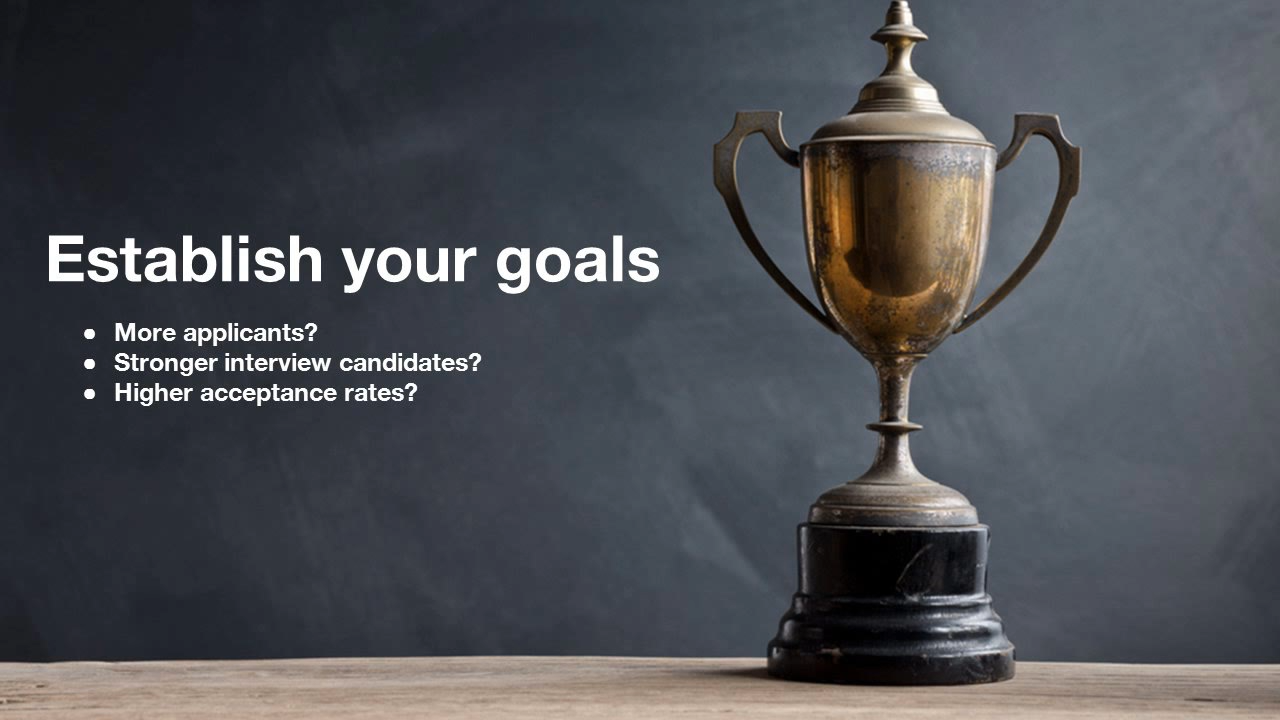 Establish your goals
● More applicants?
● Stronger interview candidates?
● Higher acceptance rates?